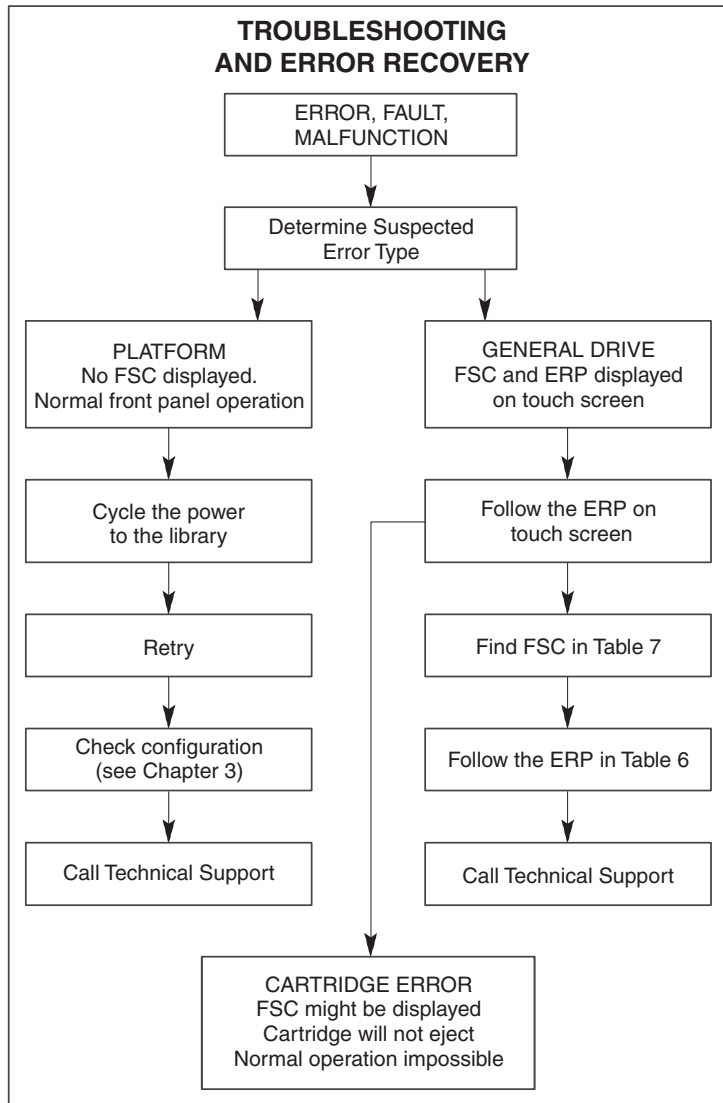 TROUBLESHOOTING
AND ERROR RECOVERY
ERROR, FAULT,
MALFUNCTION
Determine Suspected
Error Type
PLATFORM
No FSC displayed.
Normal front panel operation
GENERAL DRIVE
FSC and ERP displayed
on touch screen
Cycle the power
to the library
Follow the ERP on
touch screen
Retry
Find FSC in Table 7
Check configuration
(see Chapter 3)
Follow the ERP in Table 6
Call Technical Support
Call Technical Support
CARTRIDGE ERROR
FSC might be displayed
Cartridge will not eject
Normal operation impossible